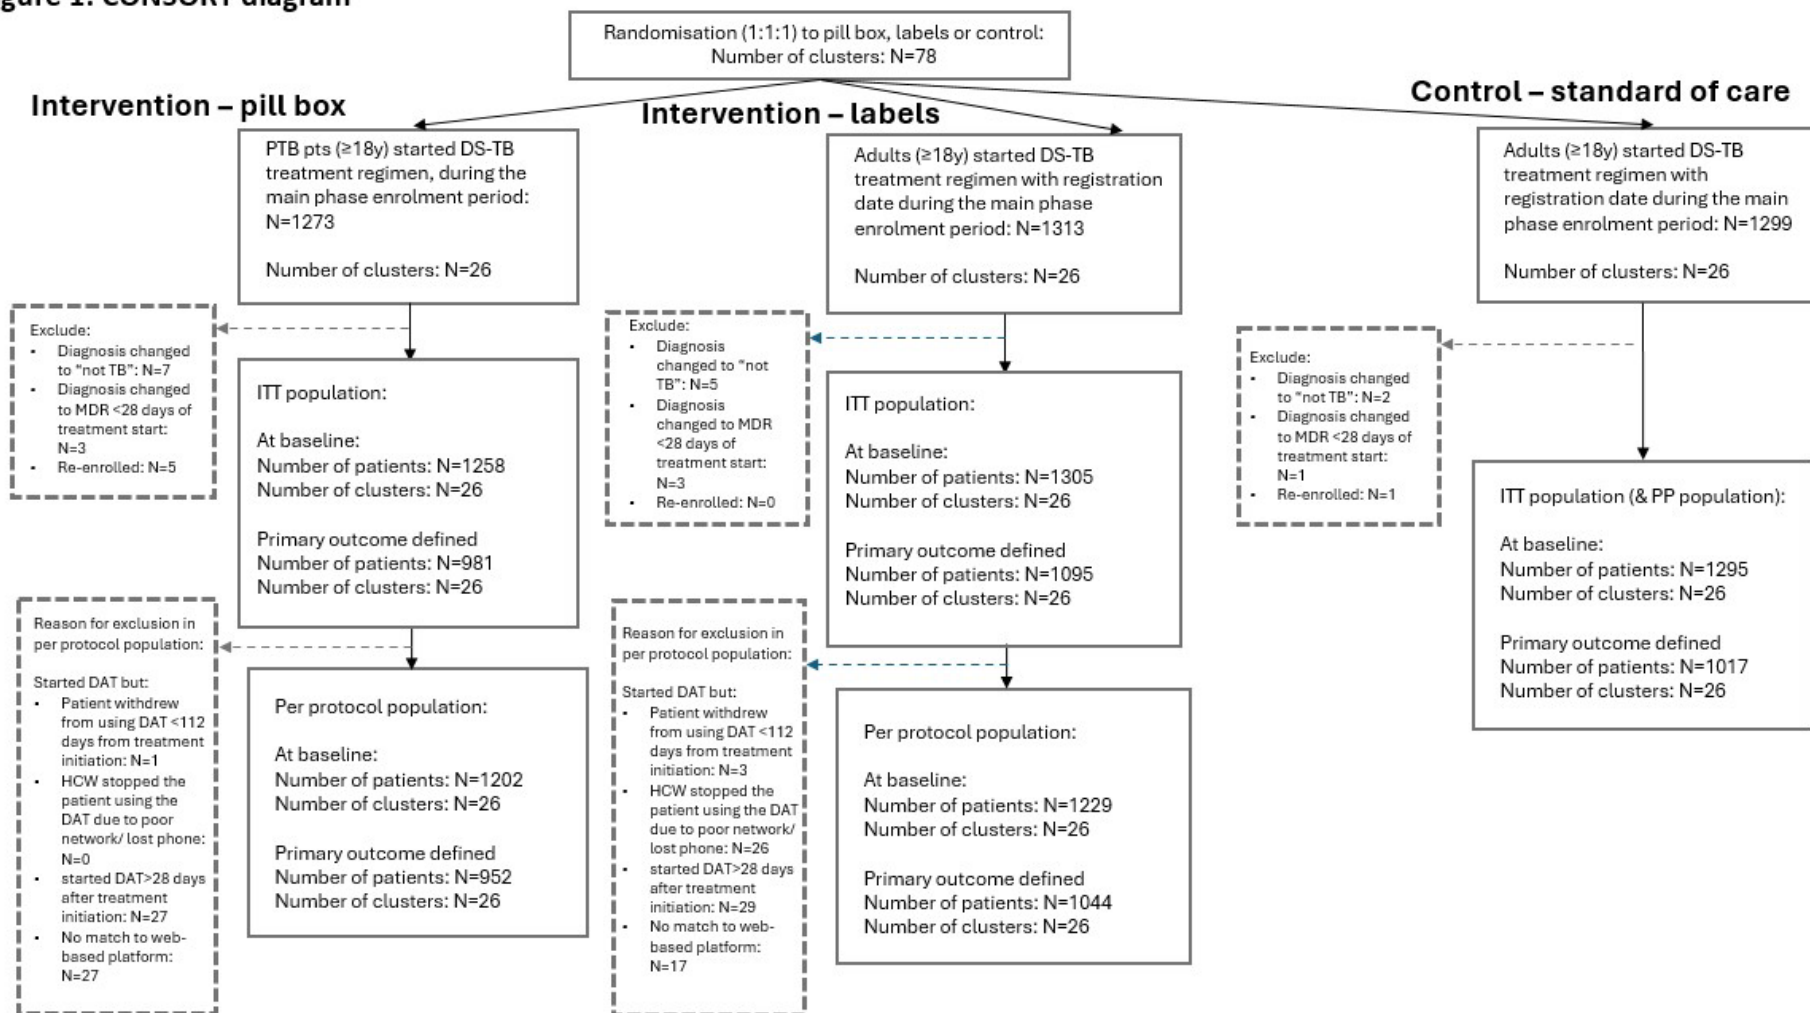 gure 1: CONSORT diagram
Randomisation (1:1:1) to pill box, labels or control:
Number of clusters: N=78
Intervention – pill box
PTB pts (≥18y) started DS-TB
treatment regimen, during the
main phase enrolment period:
N=1273
Number of clusters: N=26
Exclude:
▪ Diagnosis changed
to “not TB”: N=7
▪ Diagnosis changed
to MDR <28 days of
treatment start:
N=3
▪ Re-enrolled: N=5
ITT population:
At baseline:
Number of patients: N=1258
Number of clusters: N=26
Primary outcome defined
Number of patients: N=981
Number of clusters: N=26
Reason for exclusion in
per protocol population:
Started DAT but:
▪ Patient withdrew
from using DAT <112
days from treatment
initiation: N=1
▪ HCW stopped the
patient using the
DAT due to poor
network/ lost phone:
N=0
▪ started DAT>28 days
after treatment
initiation: N=27
▪ No match to web-
based platform:
N=27
Per protocol population:
At baseline:
Number of patients: N=1202
Number of clusters: N=26
Primary outcome defined
Number of patients: N=952
Number of clusters: N=26
Intervention – labels
Adults (≥18y) started DS-TB
treatment regimen with registration
date during the main phase
enrolment period: N=1313
Number of clusters: N=26
Exclude:
▪ Diagnosis
changed to “not
TB”: N=5
▪ Diagnosis
changed to MDR
<28 days of
treatment start:
N=3
▪ Re-enrolled: N=0
ITT population:
At baseline:
Number of patients: N=1305
Number of clusters: N=26
Primary outcome defined
Number of patients: N=1095
Number of clusters: N=26
Reason for exclusion in
per protocol population:
Started DAT but:
▪ Patient withdrew
from using DAT <112
days from treatment
initiation: N=3
▪ HCW stopped the
patient using the DAT
due to poor network/
lost phone: N=26
▪ started DAT>28 days
after treatment
initiation: N=29
▪ No match to web-
based platform:
N=17
Per protocol population:
At baseline:
Number of patients: N=1229
Number of clusters: N=26
Primary outcome defined
Number of patients: N=1044
Number of clusters: N=26
Control – standard of care
Adults (≥18y) started DS-TB
treatment regimen with
registration date during the main
phase enrolment period: N=1299
Number of clusters: N=26
Exclude:
▪ Diagnosis changed
to “not TB”: N=2
▪ Diagnosis changed
to MDR <28 days of
treatment start:
N=1
▪ Re-enrolled: N=1
ITT population (& PP population):
At baseline:
Number of patients: N=1295
Number of clusters: N=26
Primary outcome defined
Number of patients: N=1017
Number of clusters: N=26